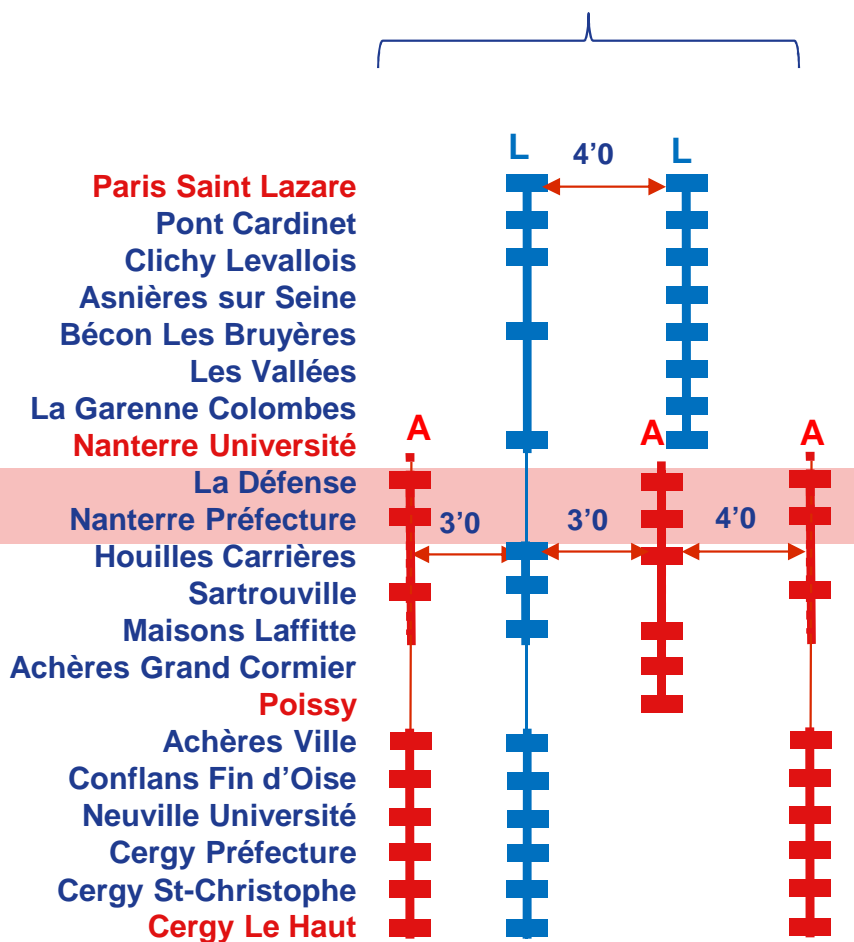 L 4'0 L
Paris Saint Lazare
Pont Cardinet
Clichy Levallois
Asnières sur Seine
Bécon Les Bruyères
Les Vallées
La Garenne Colombes
A A A
Nanterre Université
La Défense
Nanterre Préfecture
3'0 3'0 4'0
Houilles Carrières
Sartrouville
Maisons Laffitte
Achères Grand Cormier
Poissy
Achères Ville
Conflans Fin d'Oise
Neuville Université
Cergy Préfecture
Cergy St-Christophe
Cergy Le Haut